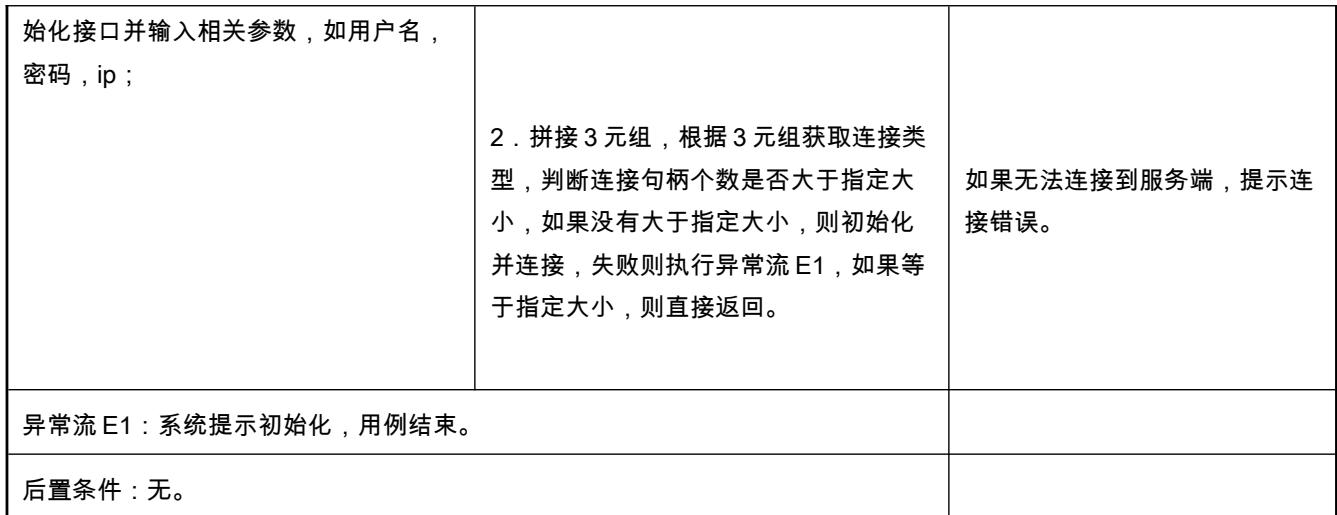 始化接口并输入相关参数，如用户名，
密码，ip；
2．拼接3元组，根据3元组获取连接类
型，判断连接句柄个数是否大于指定大
小，如果没有大于指定大小，则初始化
并连接，失败则执行异常流E1，如果等
于指定大小，则直接返回。
如果无法连接到服务端，提示连
接错误。
异常流E1：系统提示初始化，用例结束。
后置条件：无。